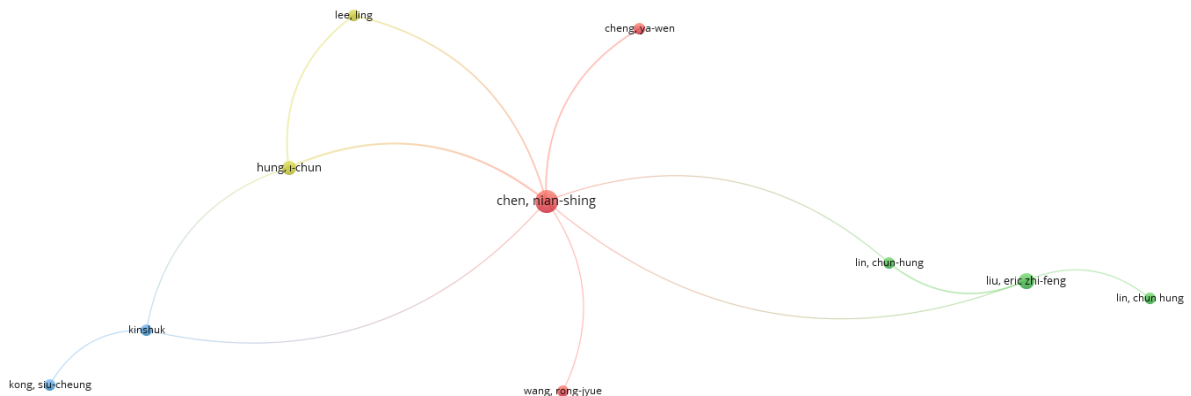 lee, ling
cheng, ya-wen
hung, i-chun
chen, nian-shing
lin, chun-hung
liu, eric zhi-feng
lin, chun hung
kinshuk
kong, siu-cheung
wang, rong-jyue